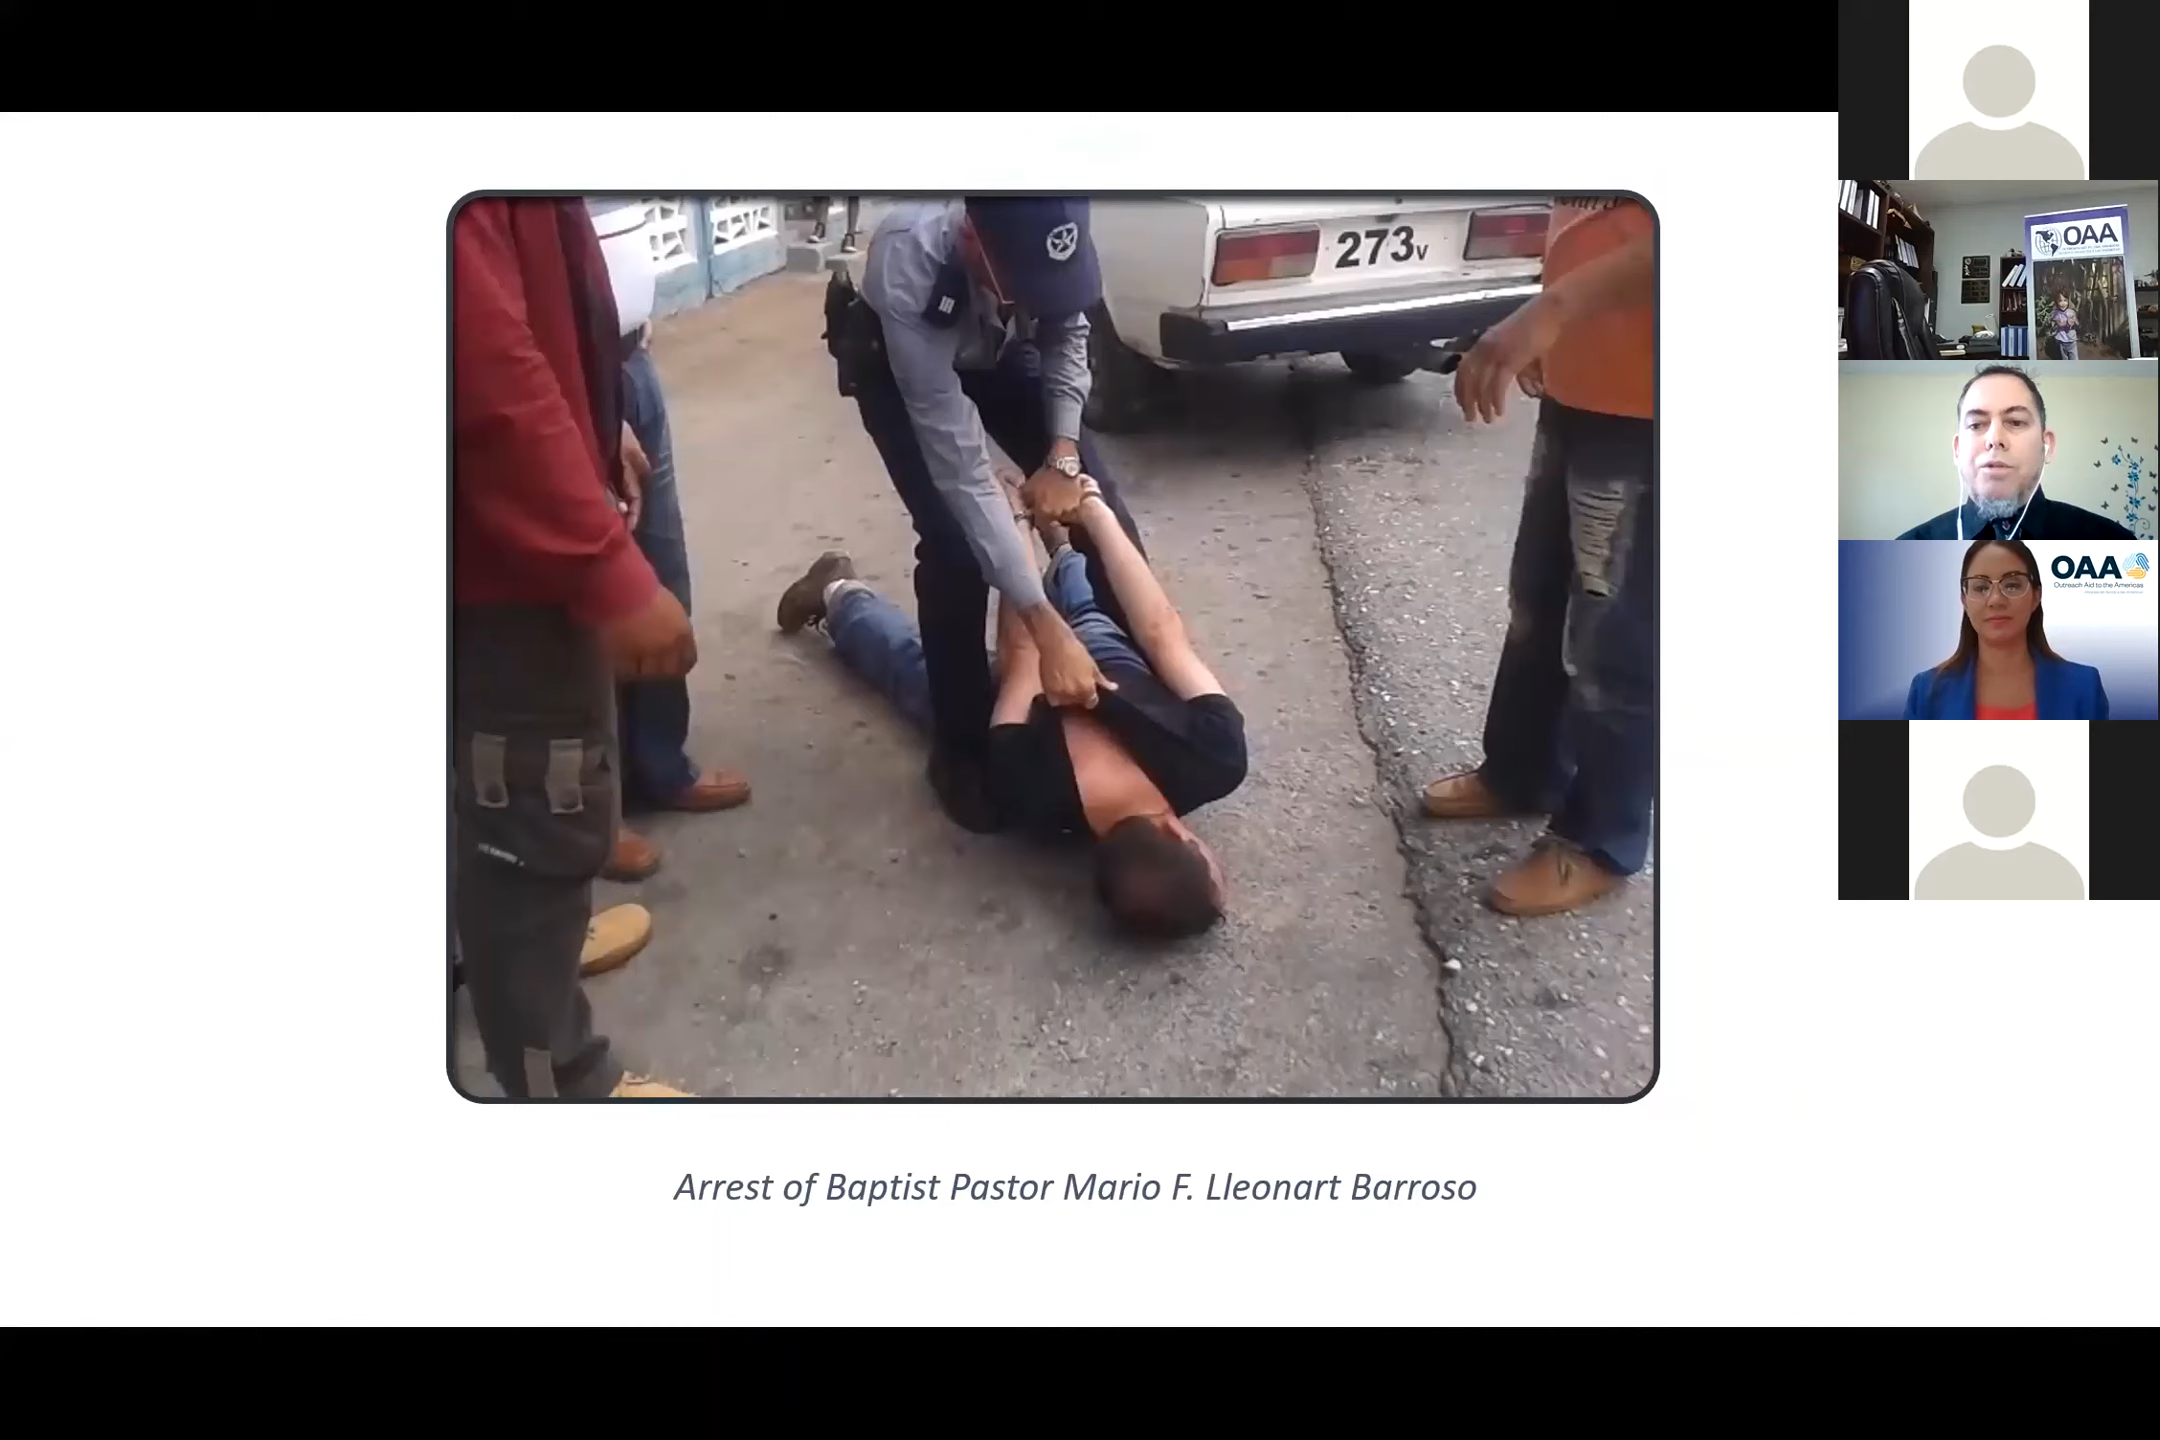 273v
Arrest of Baptist Pastor Mario F. Lleonart Barroso
OAA
OAA
Outreach Aid to the Americas